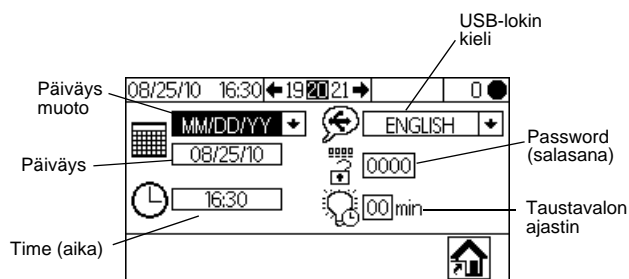 USB-lokin
kieli
Päiväys
muoto
08/25/10 16:30 19 20 21 0
MM/DD/YY ENGLISH
Päiväys
08/25/10
0000
Password
(salasana)
16:30
00 min
Taustavalon
ajastin
Time (aika)